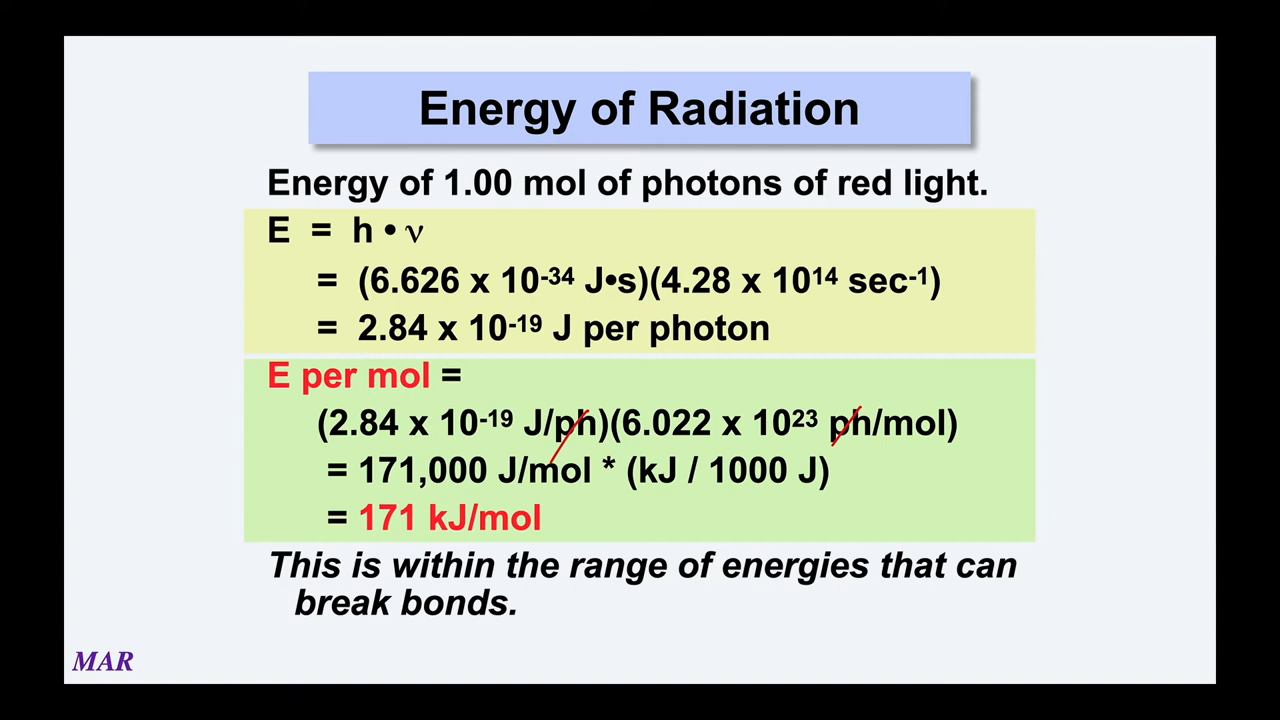 Energy of Radiation
Energy of 1.00 mol of photons of red light.
E = h • ν
= (6.626 x 10⁻³⁴ J•s)(4.28 x 10¹⁴ sec⁻¹)
= 2.84 x 10⁻¹⁹ J per photon
E per mol =
(2.84 x 10⁻¹⁹ J/ph)(6.022 x 10²³ ph/mol)
= 171,000 J/mol * (kJ / 1000 J)
= 171 kJ/mol
This is within the range of energies that can
break bonds.
MAR